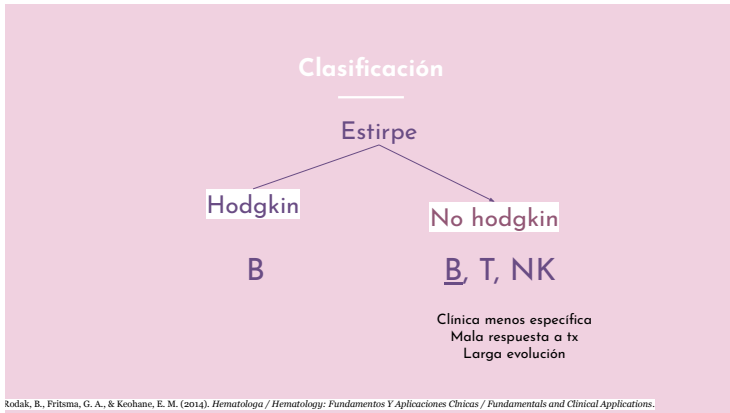 Clasificación
Estirpe
Hodgkin
No hodgkin
B
B, T, NK
Clínica menos específica
Mala respuesta a tx
Larga evolución
Rodak, B., Fritsma, G. A., & Keohane, E. M. (2014). Hematologa / Hematology: Fundamentos Y Aplicaciones Clnicas / Fundamentals and Clinical Applications.